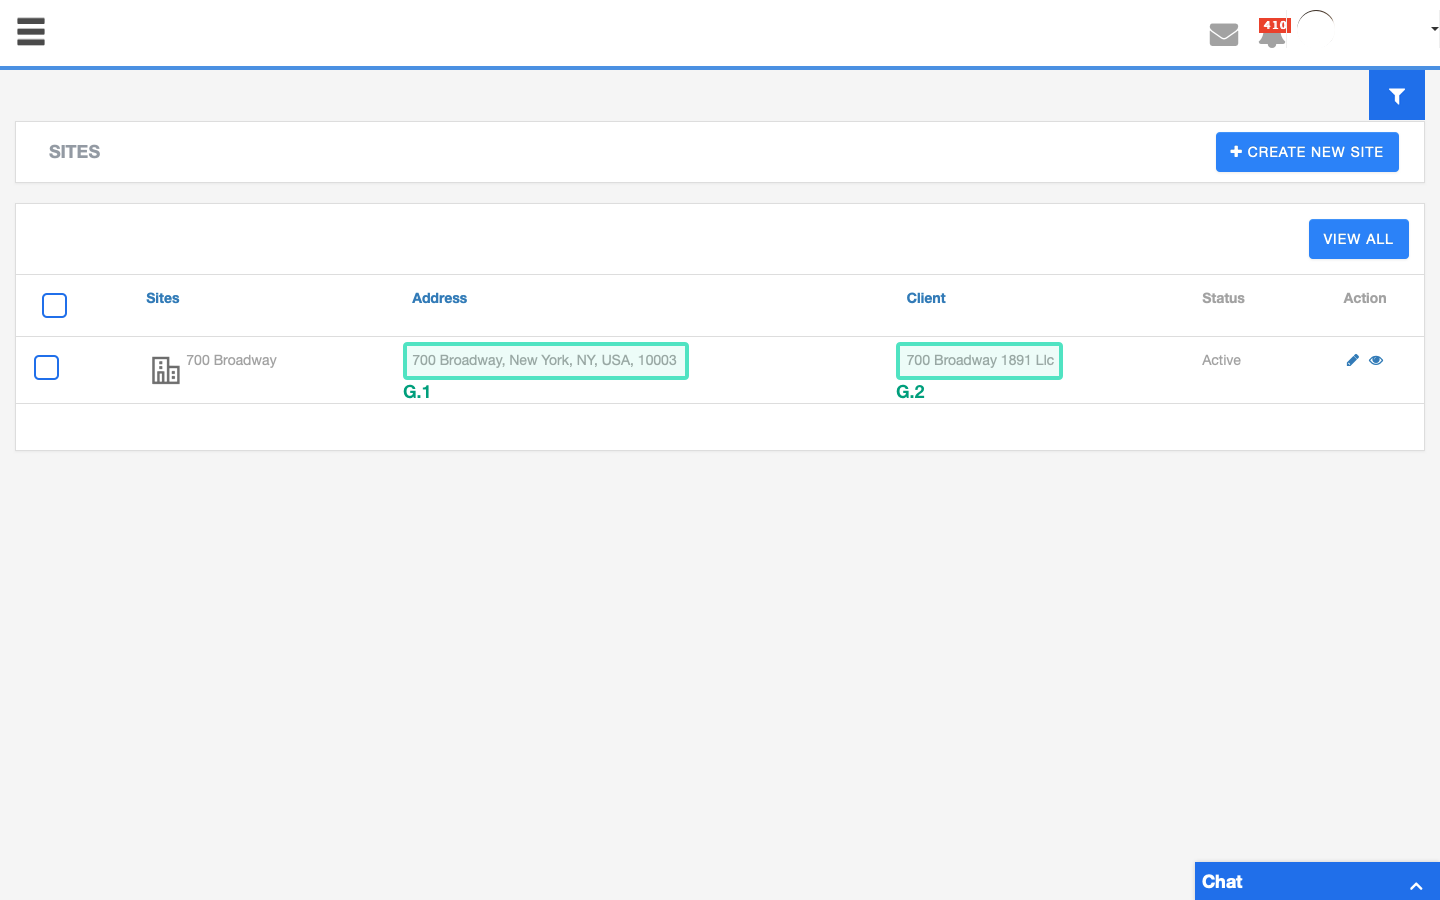 410
SITES
CREATE NEW SITE
VIEW ALL
Sites Address Client Status Action
700 Broadway 700 Broadway, New York, NY, USA, 10003 700 Broadway 1891 Llc Active
G.1 G.2
Chat